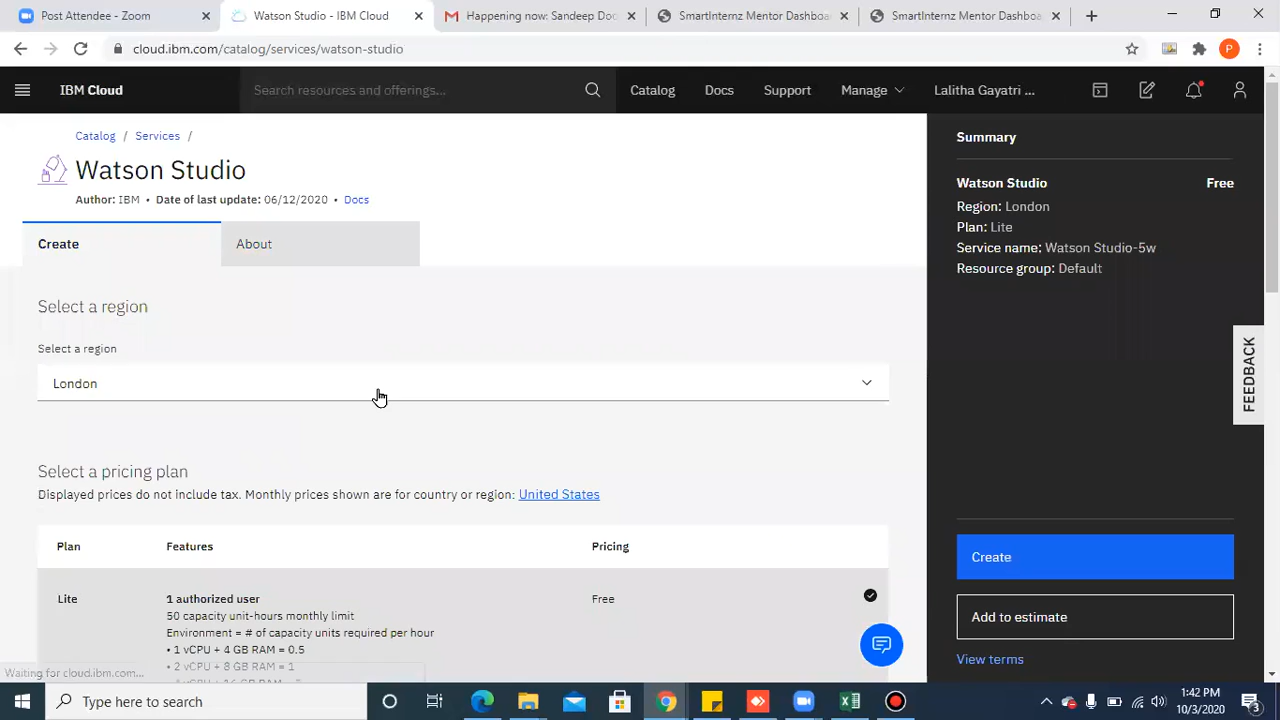 Post Attendee - Zoom
Watson Studio - IBM Cloud
Happening now: Sandeep Doo
SmartInternz Mentor Dashboa
SmartInternz Mentor Dashboa
cloud.ibm.com/catalog/services/watson-studio
P
IBM Cloud
Search resources and offerings...
Catalog
Docs
Support
Manage
Lalitha Gayatri ...
Catalog / Services /
Watson Studio
Author: IBM • Date of last update: 06/12/2020 • Docs
Create
About
Select a region
Select a region
London
Select a pricing plan
Displayed prices do not include tax. Monthly prices shown are for country or region: United States
Plan Features Pricing
Lite 1 authorized user Free
50 capacity unit-hours monthly limit
Environment = # of capacity units required per hour
• 1 vCPU + 4 GB RAM = 0.5
• 2 vCPU + 8 GB RAM = 1
Waiting for cloud.ibm.com...
Summary
Watson Studio Free
Region: London
Plan: Lite
Service name: Watson Studio-5w
Resource group: Default
FEEDBACK
Create
Add to estimate
View terms
Type here to search
1:42 PM
10/3/2020
3